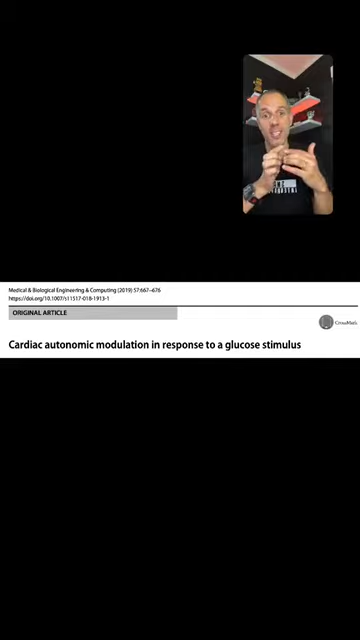 Medical & Biological Engineering & Computing (2019) 57:667–676
https://doi.org/10.1007/s11517-018-1913-1
ORIGINAL ARTICLE
CrossMark
Cardiac autonomic modulation in response to a glucose stimulus